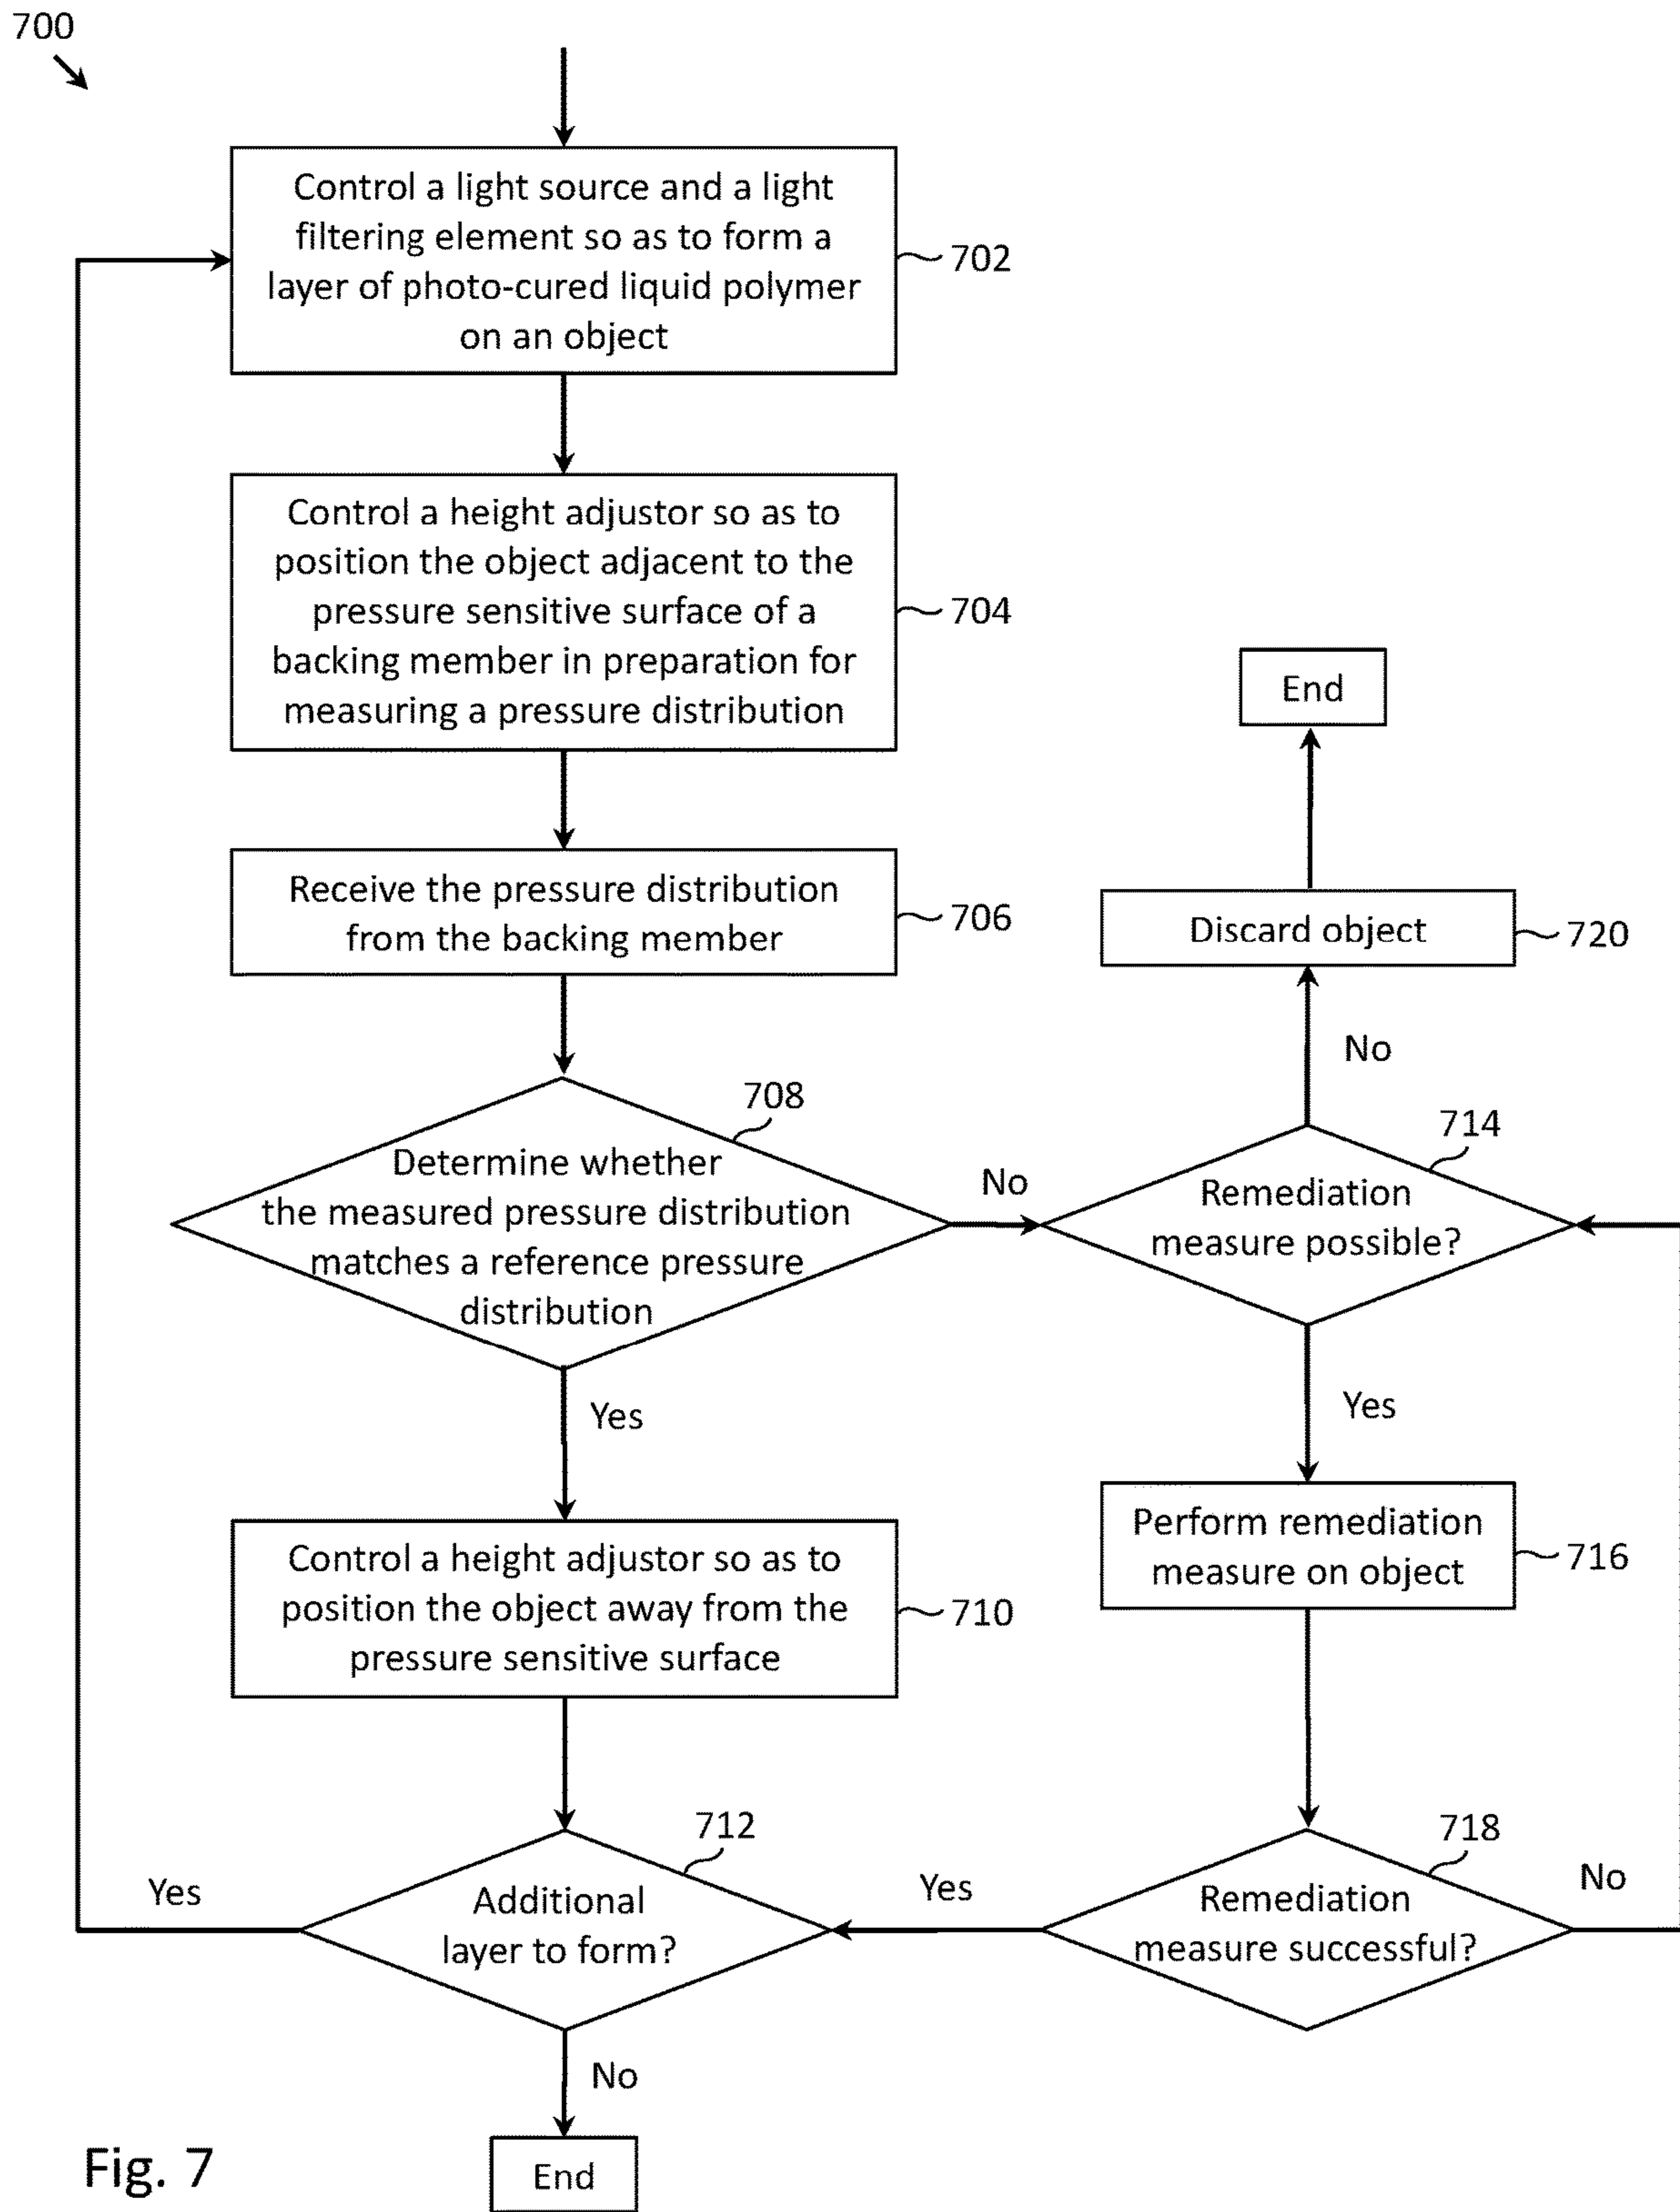 700
Control a light source and a light
filtering element so as to form a
layer of photo-cured liquid polymer
on an object
702
Control a height adjustor so as to
position the object adjacent to the
pressure sensitive surface of a
backing member in preparation for
measuring a pressure distribution
704
Receive the pressure distribution
from the backing member
706
Determine whether
the measured pressure distribution
matches a reference pressure
distribution
708
No
Yes
Control a height adjustor so as to
position the object away from the
pressure sensitive surface
710
Additional
layer to form?
712
Yes
No
End
End
Discard object
720
No
Remediation
measure possible?
714
Yes
Perform remediation
measure on object
716
Remediation
measure successful?
718
Yes
No
Fig. 7